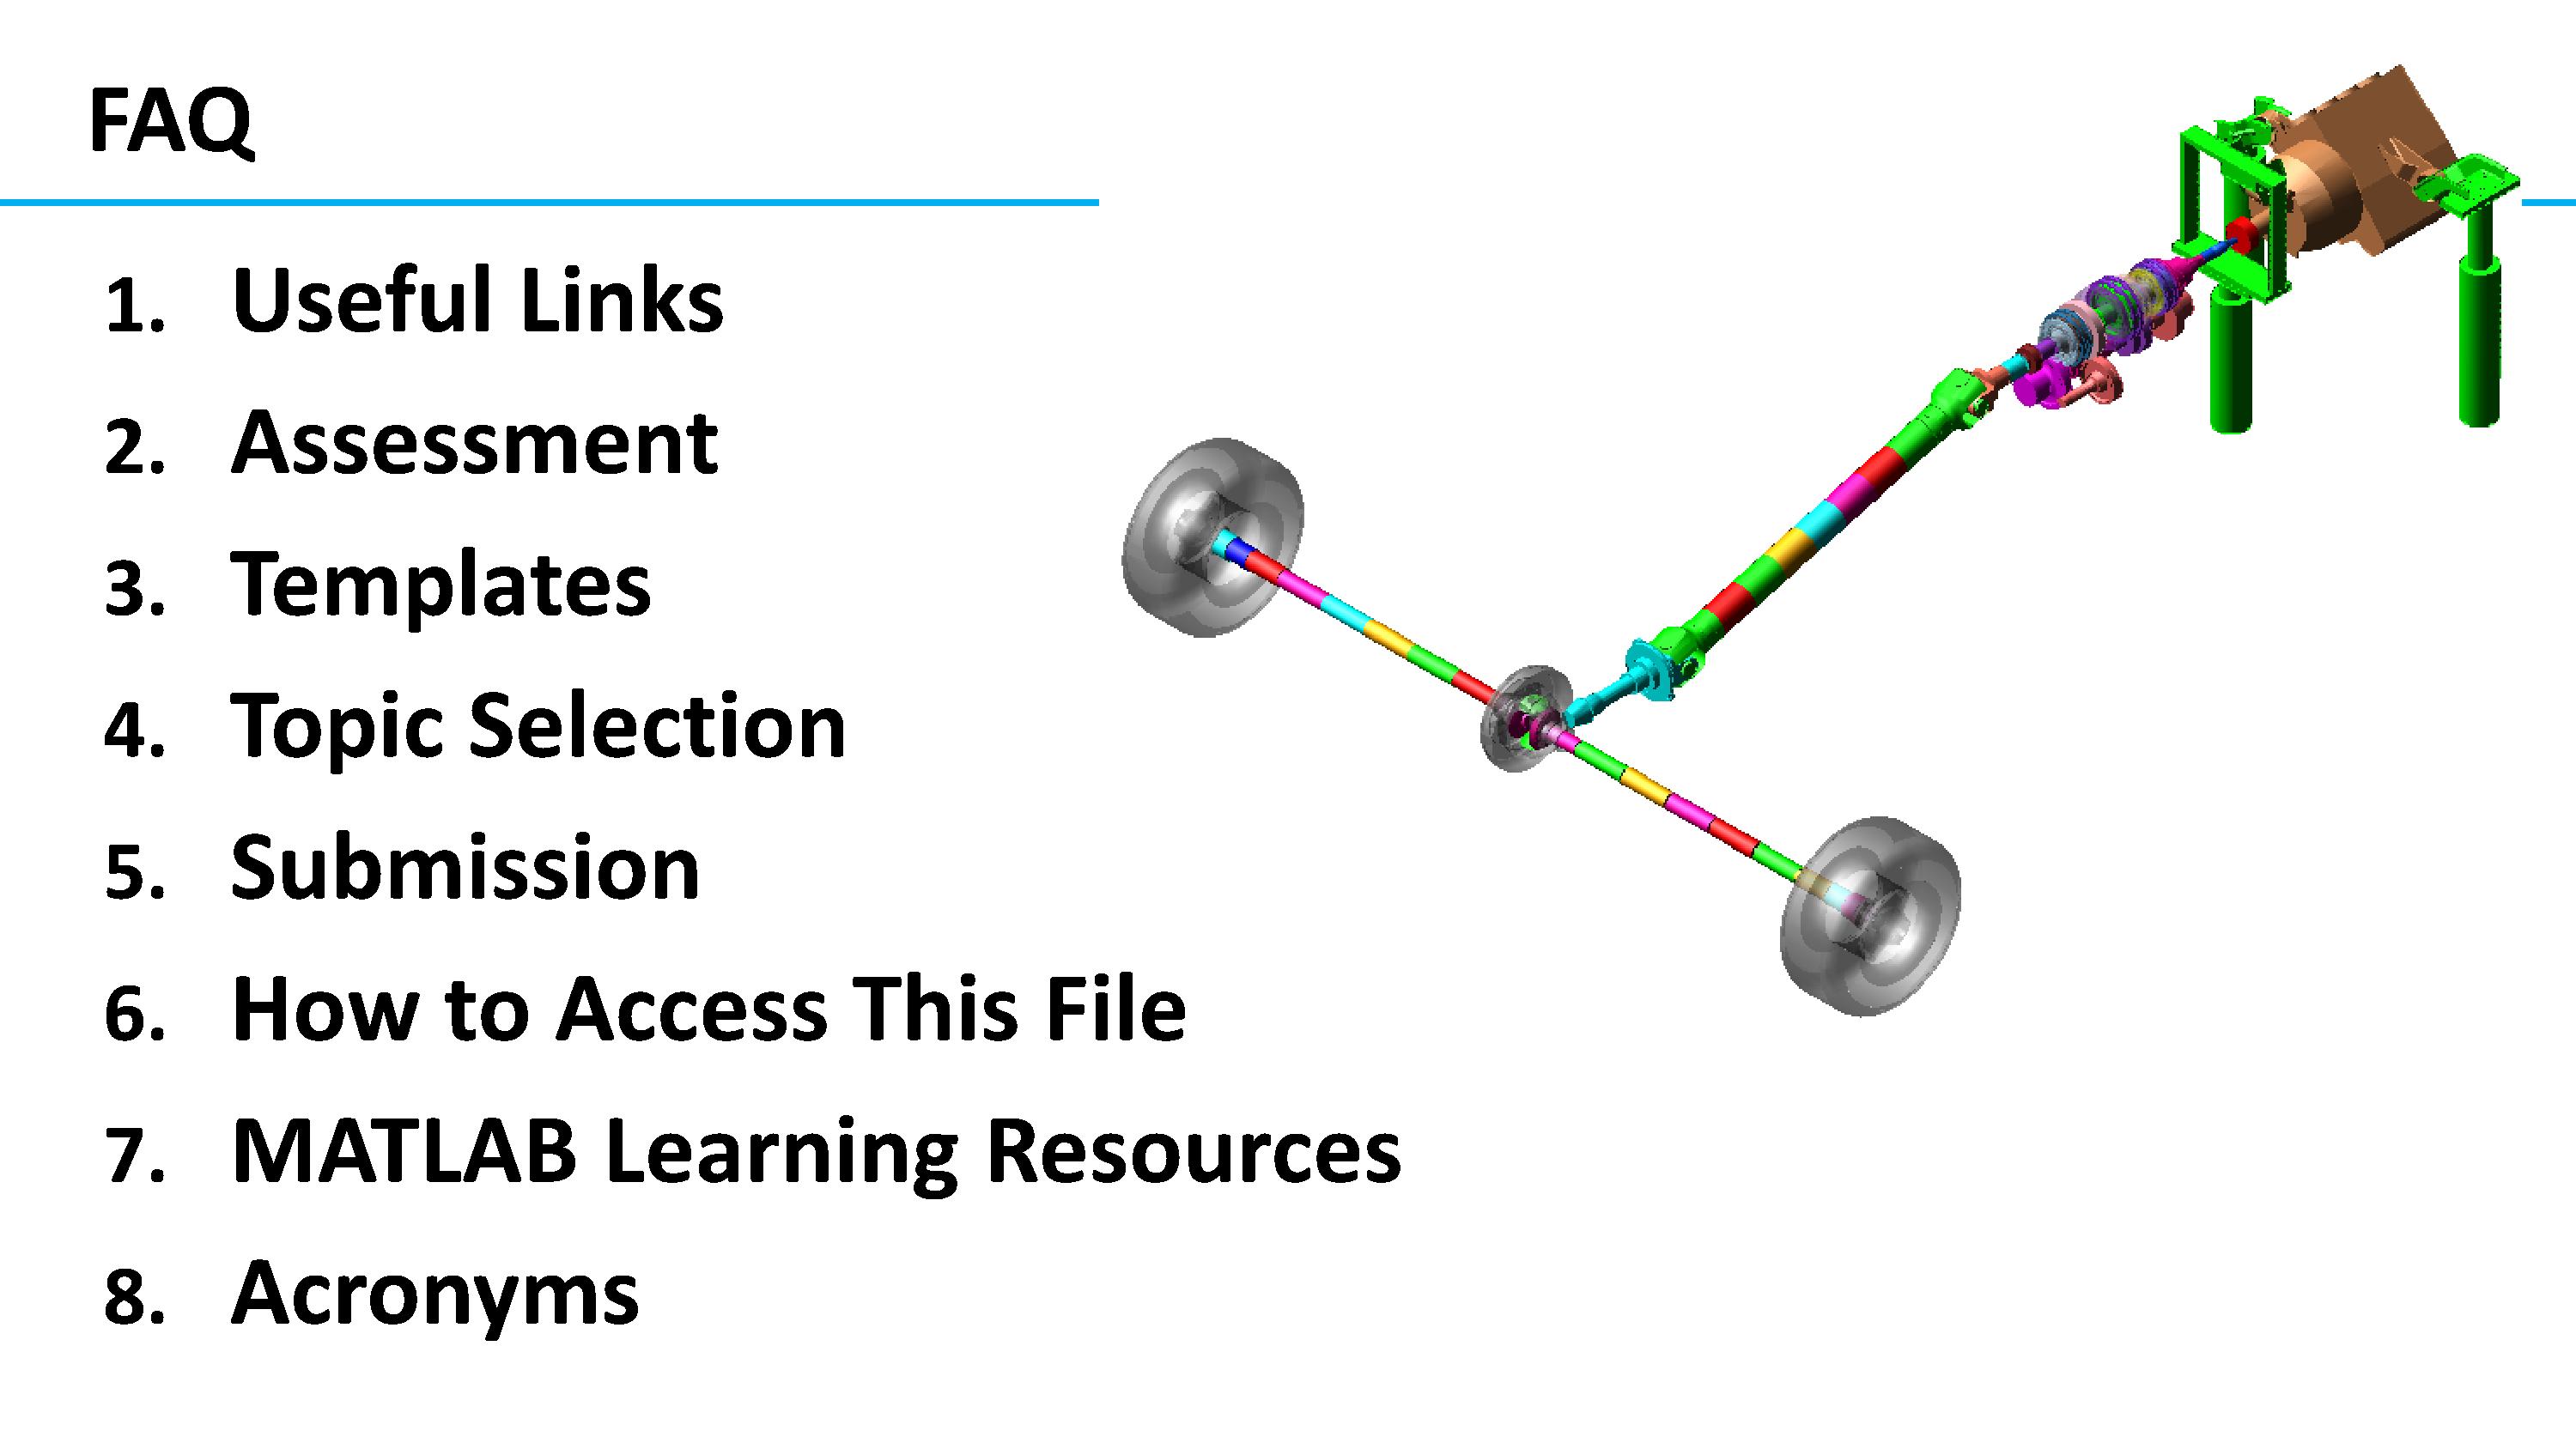 FAQ
1. Useful Links
2. Assessment
3. Templates
4. Topic Selection
5. Submission
6. How to Access This File
7. MATLAB Learning Resources
8. Acronyms